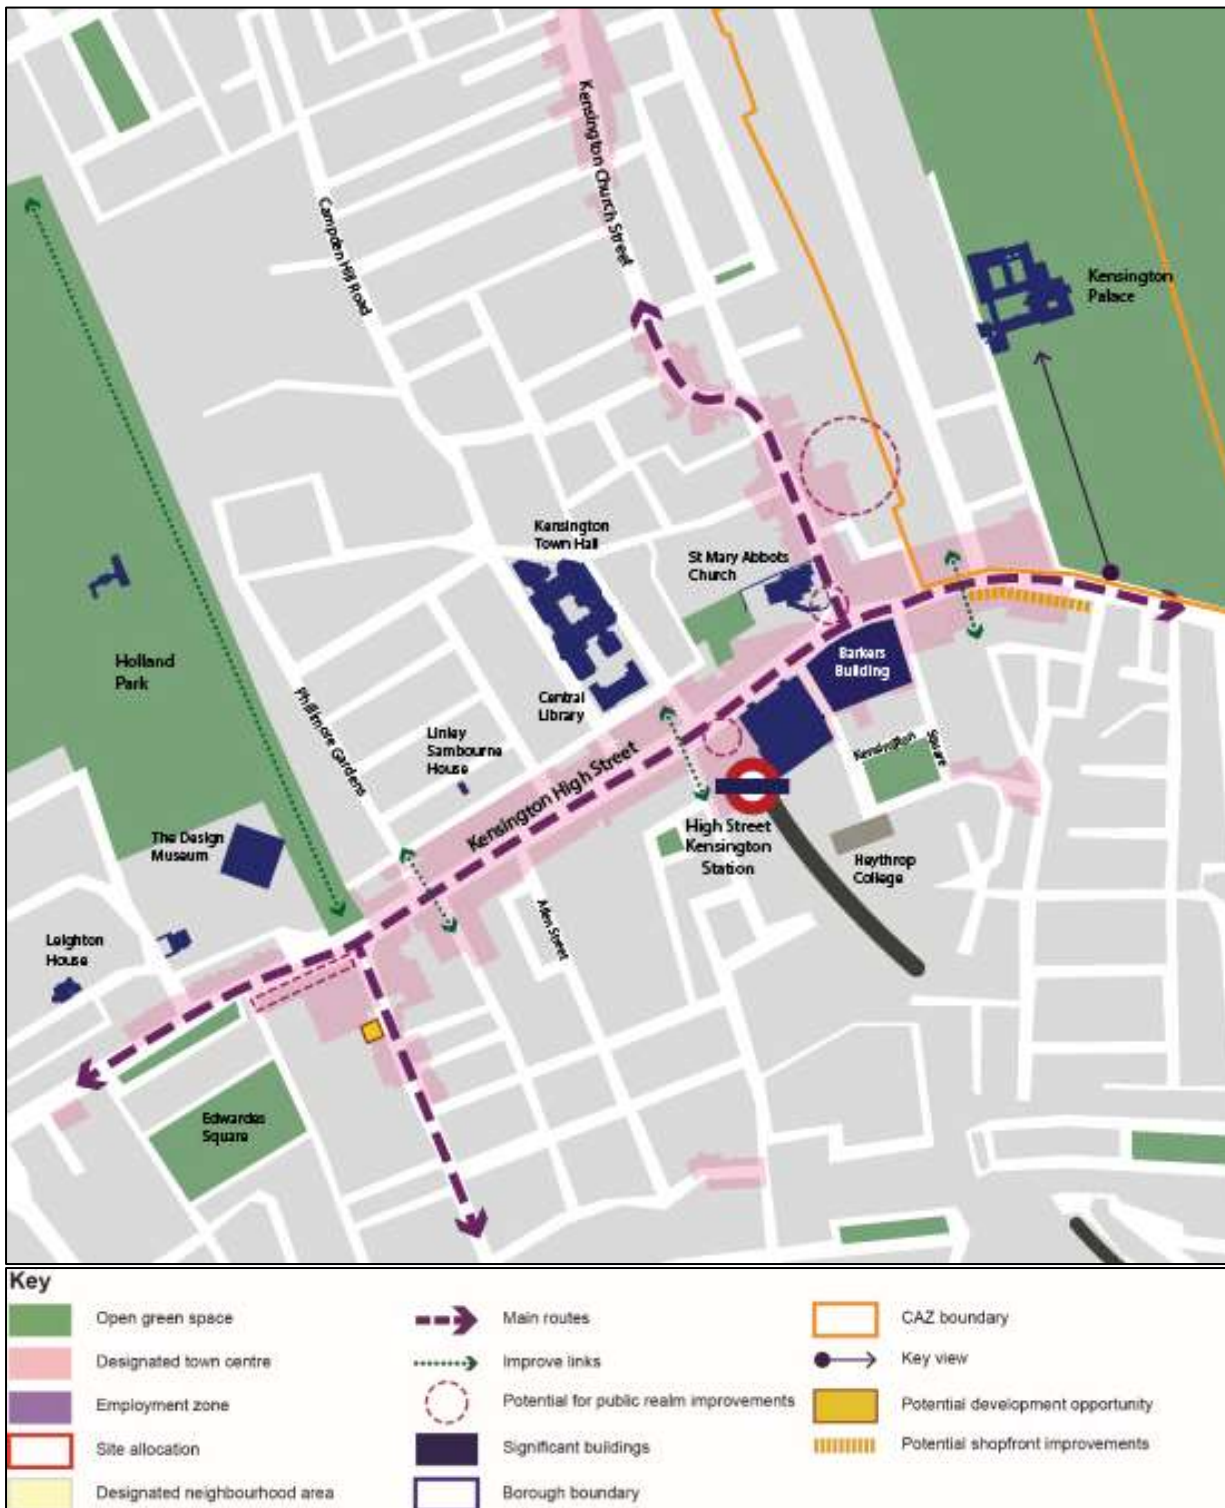 Kensington Church Street
Campden Hill Road
Kensington
Palace
Kensington
Town Hall
St Mary Abbots
Church
Holland
Park
Barkers
Building
Central
Library
Phillimore Gardens
Linley
Sambourne
House
Kensington High Street
Kensington
Square
The Design
Museum
High Street
Kensington
Station
Heythrop
College
Leighton
House
Allen Street
Edwardes
Square
Key
Open green space
Designated town centre
Employment zone
Site allocation
Designated neighbourhood area
Main routes
Improve links
Potential for public realm improvements
Significant buildings
Borough boundary
CAZ boundary
Key view
Potential development opportunity
Potential shopfront improvements